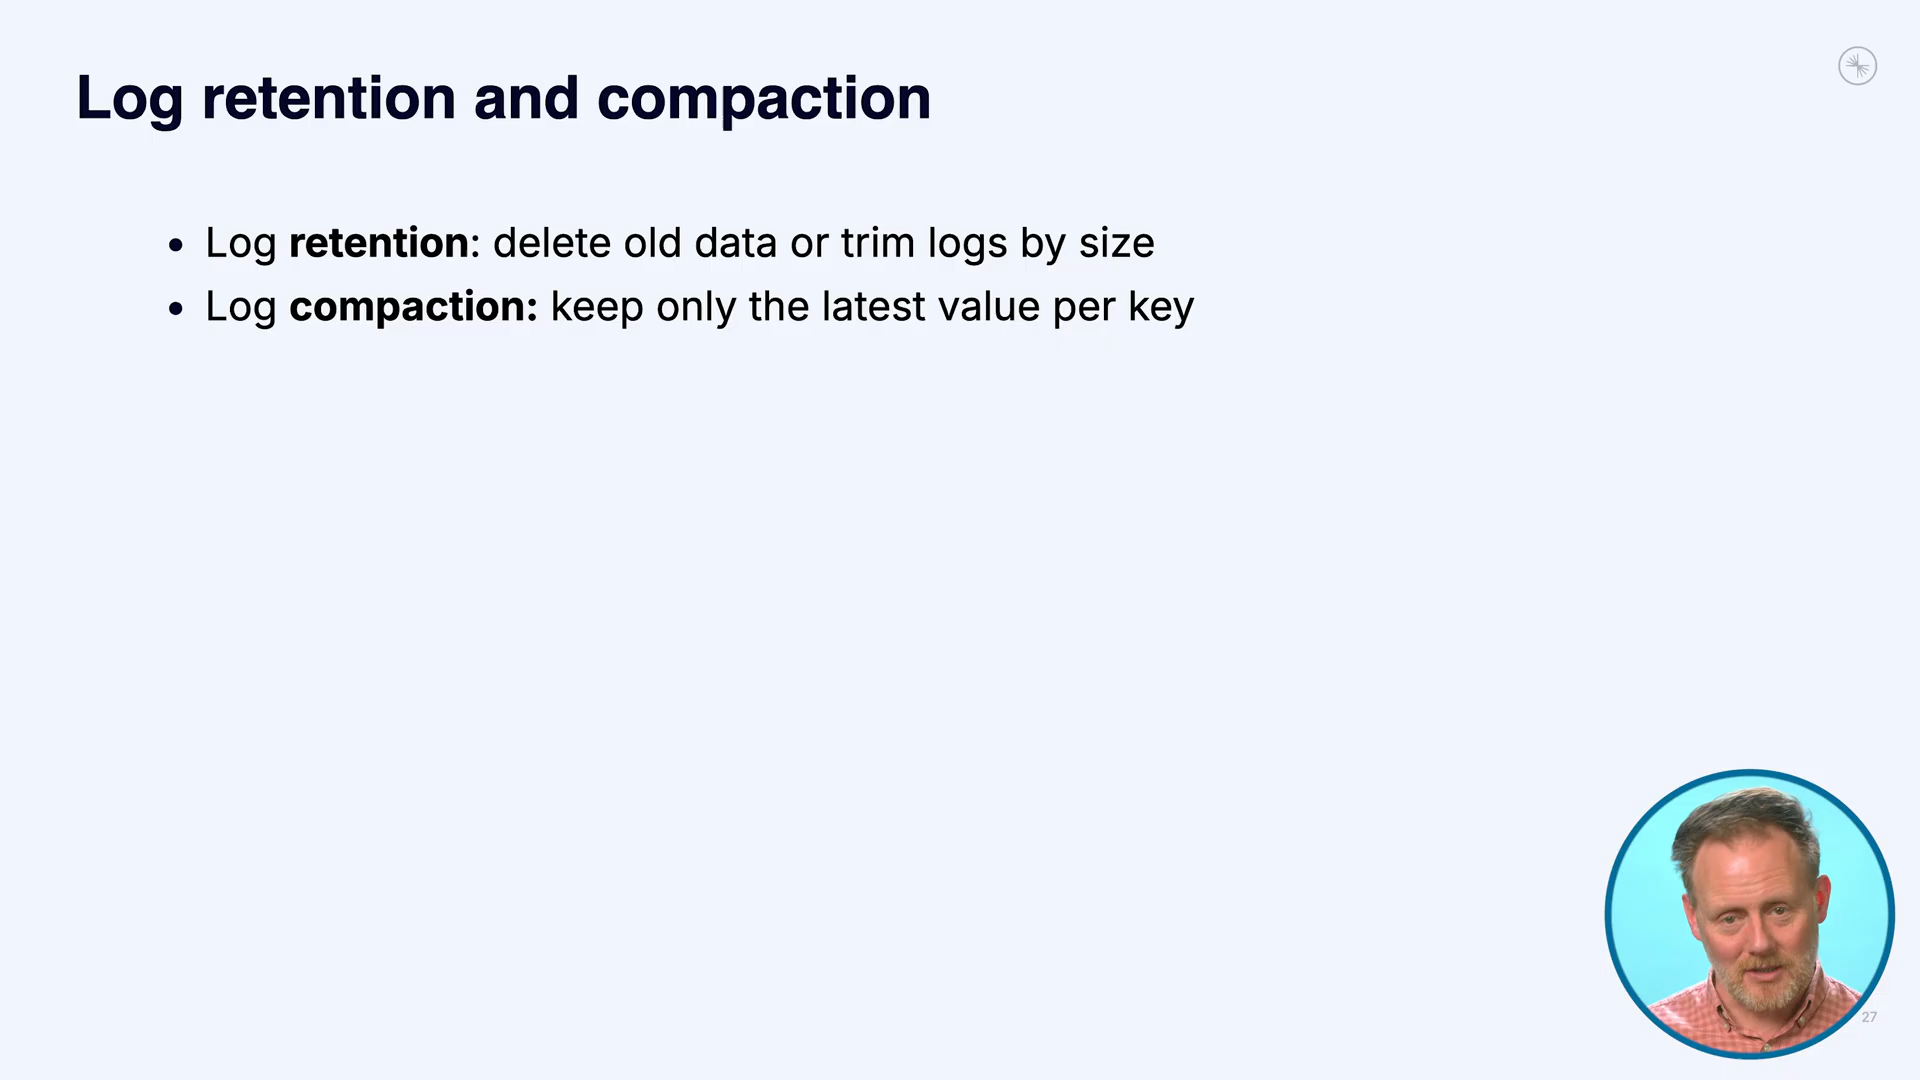 Log retention and compaction
• Log retention: delete old data or trim logs by size
• Log compaction: keep only the latest value per key
27